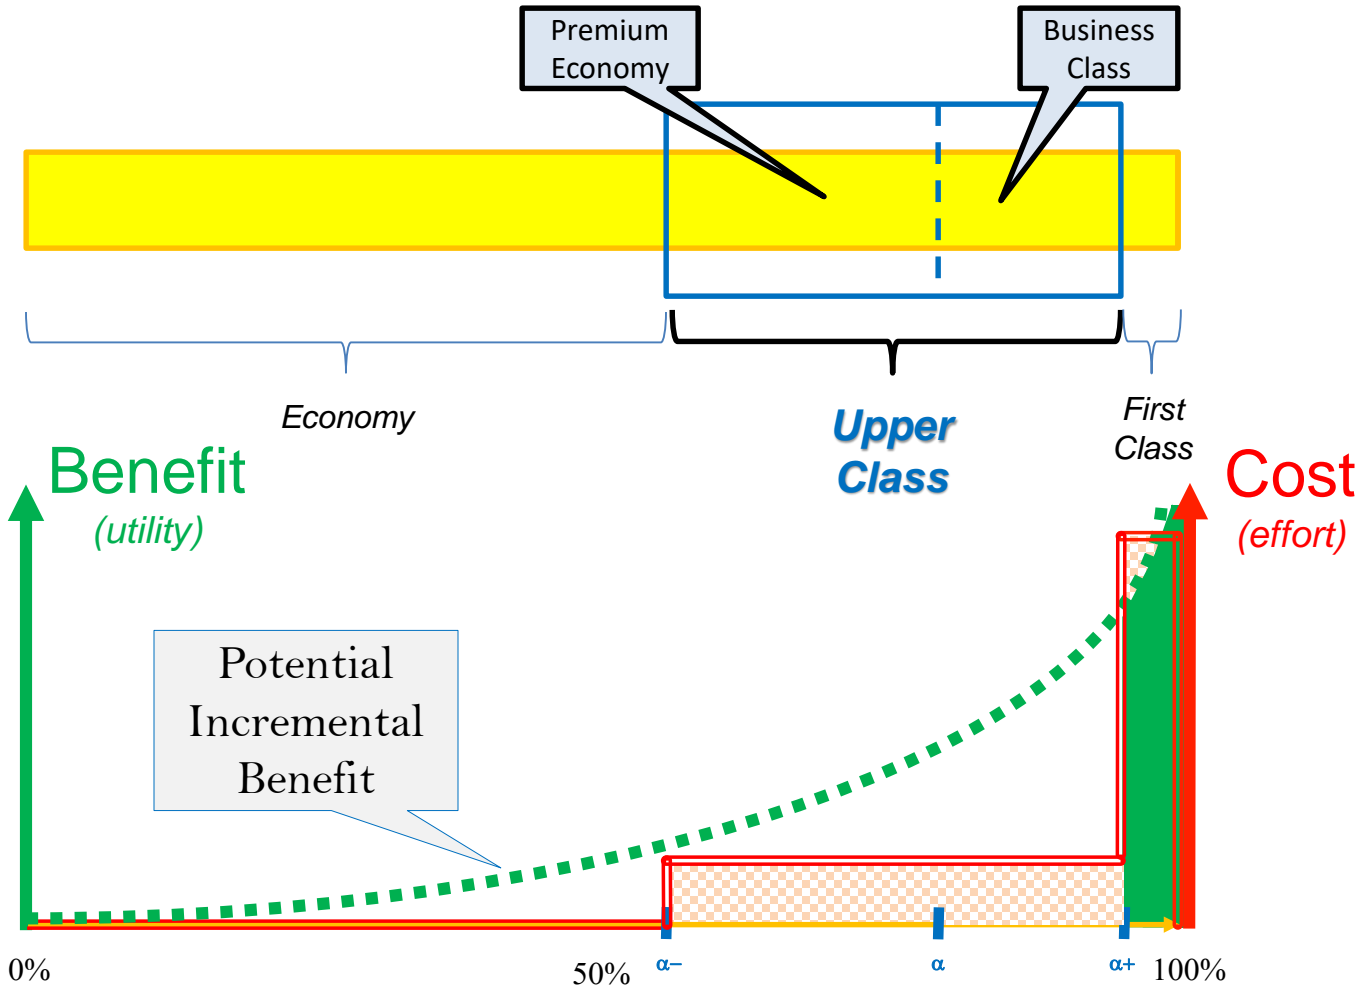 Premium
Economy
Business
Class
Economy
Upper
Class
First
Class
Benefit
(utility)
Cost
(effort)
Potential
Incremental
Benefit
0%
50%
α−
α
α+
100%